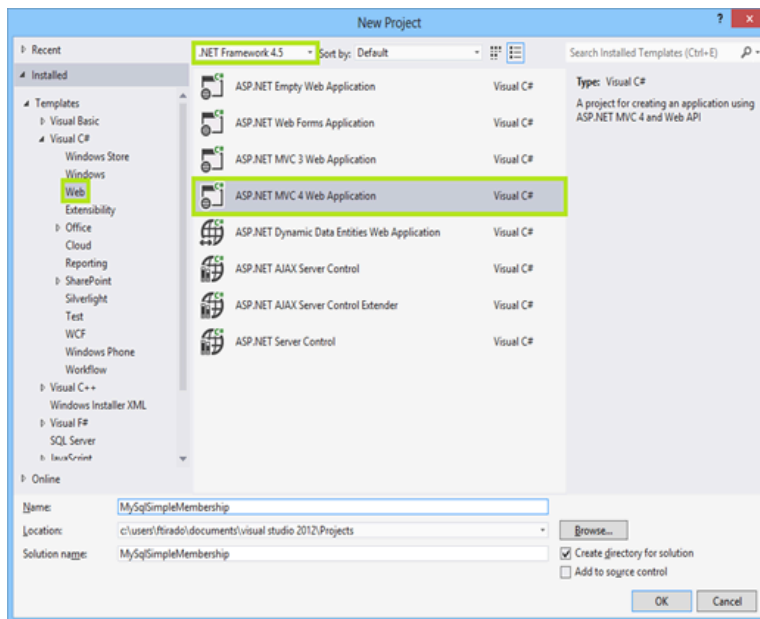 New Project
? x
Recent
.NET Framework 4.5
Sort by: Default
Search Installed Templates (Ctrl+E)
Installed
Templates
Visual Basic
Visual C#
Windows Store
Windows
Web
Extensibility
Office
Cloud
Reporting
SharePoint
Silverlight
Test
WCF
Windows Phone
Workflow
Visual C++
Windows Installer XML
Visual F#
SQL Server
JavaScript
Online
ASP.NET Empty Web Application Visual C#
ASP.NET Web Forms Application Visual C#
ASP.NET MVC 3 Web Application Visual C#
ASP.NET MVC 4 Web Application Visual C#
ASP.NET Dynamic Data Entities Web Application Visual C#
ASP.NET AJAX Server Control Visual C#
ASP.NET AJAX Server Control Extender Visual C#
ASP.NET Server Control Visual C#
Type: Visual C#
A project for creating an application using
ASP.NET MVC 4 and Web API
Name: MySqlSimpleMembership
Location: c:\users\ftirado\documents\visual studio 2012\Projects
Browse...
Solution name: MySqlSimpleMembership
Create directory for solution
Add to source control
OK Cancel